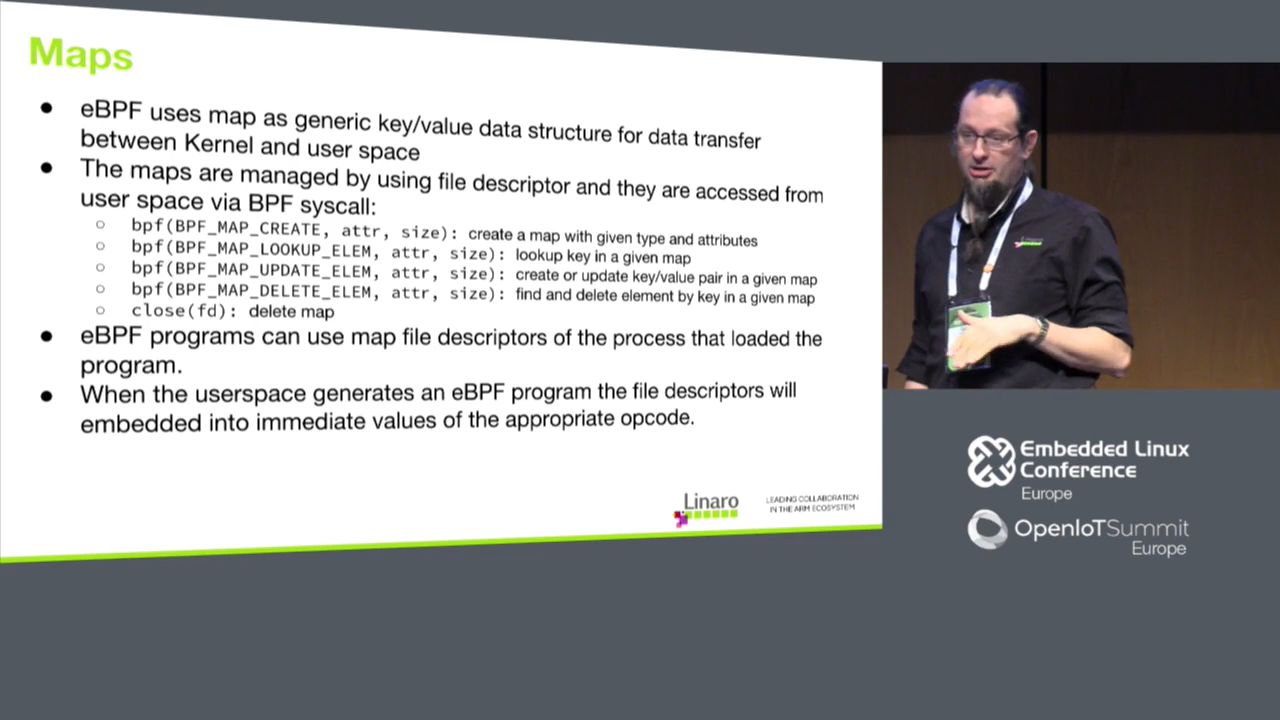 Maps
● eBPF uses map as generic key/value data structure for data transfer
between Kernel and user space
● The maps are managed by using file descriptor and they are accessed from
user space via BPF syscall:
○ bpf(BPF_MAP_CREATE, attr, size): create a map with given type and attributes
○ bpf(BPF_MAP_LOOKUP_ELEM, attr, size): lookup key in a given map
○ bpf(BPF_MAP_UPDATE_ELEM, attr, size): create or update key/value pair in a given map
○ bpf(BPF_MAP_DELETE_ELEM, attr, size): find and delete element by key in a given map
○ close(fd): delete map
● eBPF programs can use map file descriptors of the process that loaded the
program.
● When the userspace generates an eBPF program the file descriptors will
embedded into immediate values of the appropriate opcode.
Linaro
LEADING COLLABORATION
IN THE ARM ECOSYSTEM
Embedded Linux
Conference
Europe
OpenIoTSummit
Europe